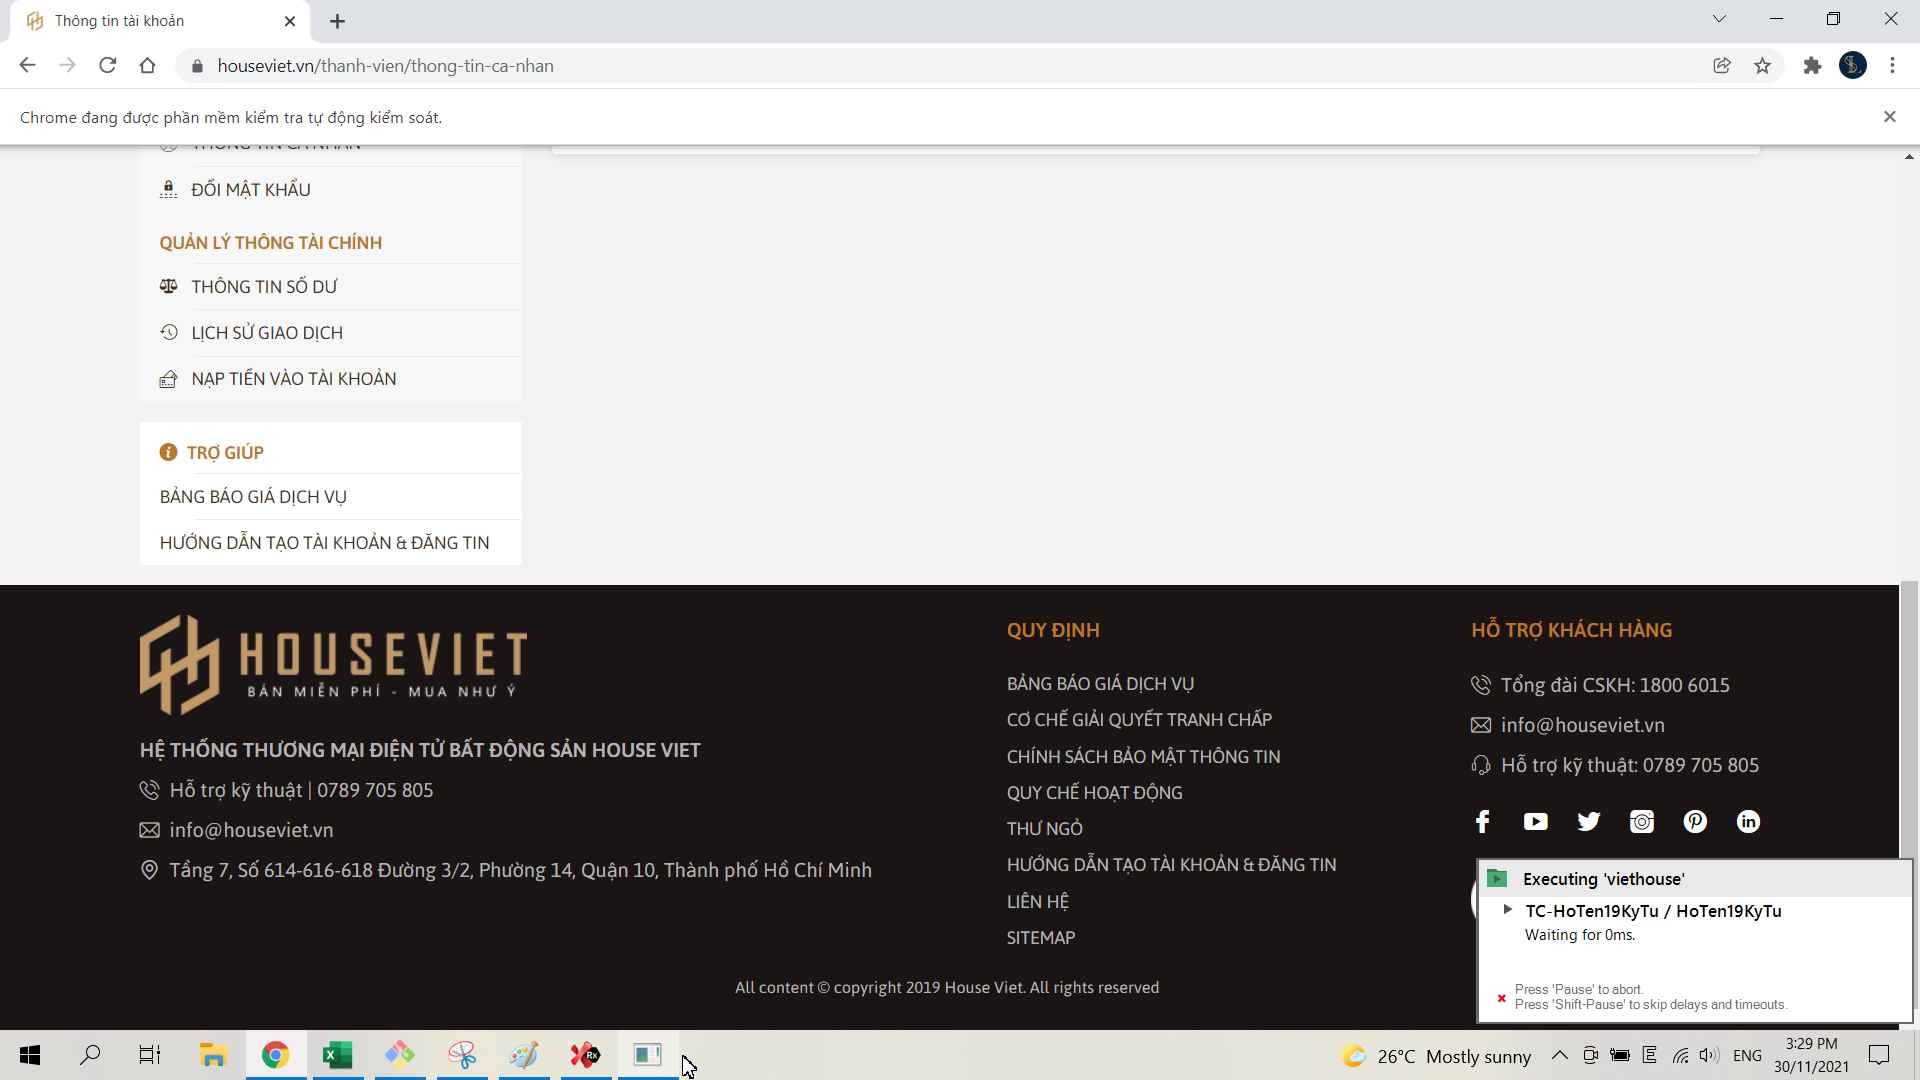 Thông tin tài khoản
houseviet.vn/thanh-vien/thong-tin-ca-nhan
Chrome đang được phần mềm kiểm tra tự động kiểm soát.
THÔNG TIN CÁ NHÂN
ĐỔI MẬT KHẨU
QUẢN LÝ THÔNG TÀI CHÍNH
THÔNG TIN SỐ DƯ
LỊCH SỬ GIAO DỊCH
NẠP TIỀN VÀO TÀI KHOẢN
TRỢ GIÚP
BẢNG BÁO GIÁ DỊCH VỤ
HƯỚNG DẪN TẠO TÀI KHOẢN & ĐĂNG TIN
HOUSEVIET
BÁN MIỄN PHÍ - MUA NHƯ Ý
HỆ THỐNG THƯƠNG MẠI ĐIỆN TỬ BẤT ĐỘNG SẢN HOUSE VIET
Hỗ trợ kỹ thuật | 0789 705 805
info@houseviet.vn
Tầng 7, Số 614-616-618 Đường 3/2, Phường 14, Quận 10, Thành phố Hồ Chí Minh
QUY ĐỊNH
BẢNG BÁO GIÁ DỊCH VỤ
CƠ CHẾ GIẢI QUYẾT TRANH CHẤP
CHÍNH SÁCH BẢO MẬT THÔNG TIN
QUY CHẾ HOẠT ĐỘNG
THƯ NGỎ
HƯỚNG DẪN TẠO TÀI KHOẢN & ĐĂNG TIN
LIÊN HỆ
SITEMAP
HỖ TRỢ KHÁCH HÀNG
Tổng đài CSKH: 1800 6015
info@houseviet.vn
Hỗ trợ kỹ thuật: 0789 705 805
All content © copyright 2019 House Viet. All rights reserved
Executing 'viethouse'
TC-HoTen19KyTu / HoTen19KyTu
Waiting for 0ms.
Press 'Pause' to abort.
Press 'Shift-Pause' to skip delays and timeouts.
26°C Mostly sunny
ENG
3:29 PM
30/11/2021